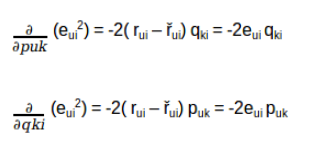 ∂/∂puk (eᵤᵢ²) = -2( rᵤᵢ – řᵤᵢ) qₖᵢ = -2eᵤᵢ qₖᵢ
∂/∂qki (eᵤᵢ²) = -2( rᵤᵢ – řᵤᵢ) pᵤₖ = -2eᵤᵢ pᵤₖ